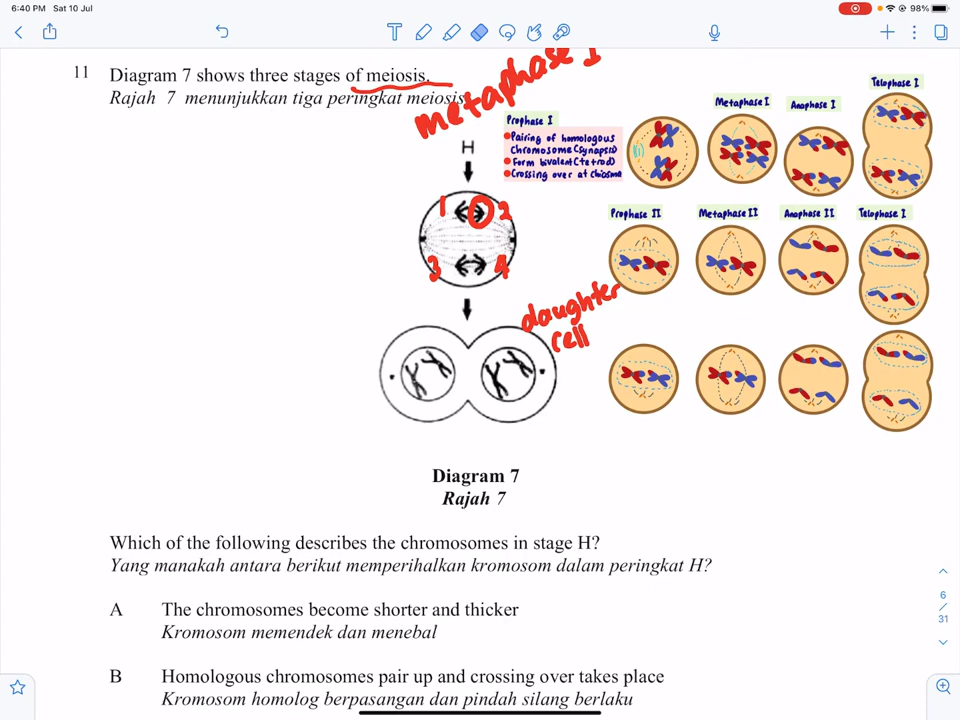 6:40 PM Sat 10 Jul
98%
11 Diagram 7 shows three stages of meiosis.
Rajah 7 menunjukkan tiga peringkat meiosis
metaphase I
H
1 2
3 4
daughter
cell
Prophase I
Pairing of homologous
Chromosome (synapsis)
Form bivalent (tetrad)
Crossing over at chiasma
Metaphase I
Anaphase I
Telophase I
Prophase II
Metaphase II
Anaphase II
Telophase I
Diagram 7
Rajah 7
Which of the following describes the chromosomes in stage H?
Yang manakah antara berikut memperihalkan kromosom dalam peringkat H?
A The chromosomes become shorter and thicker
Kromosom memendek dan menebal
B Homologous chromosomes pair up and crossing over takes place
Kromosom homolog berpasangan dan pindah silang berlaku
6
/
31